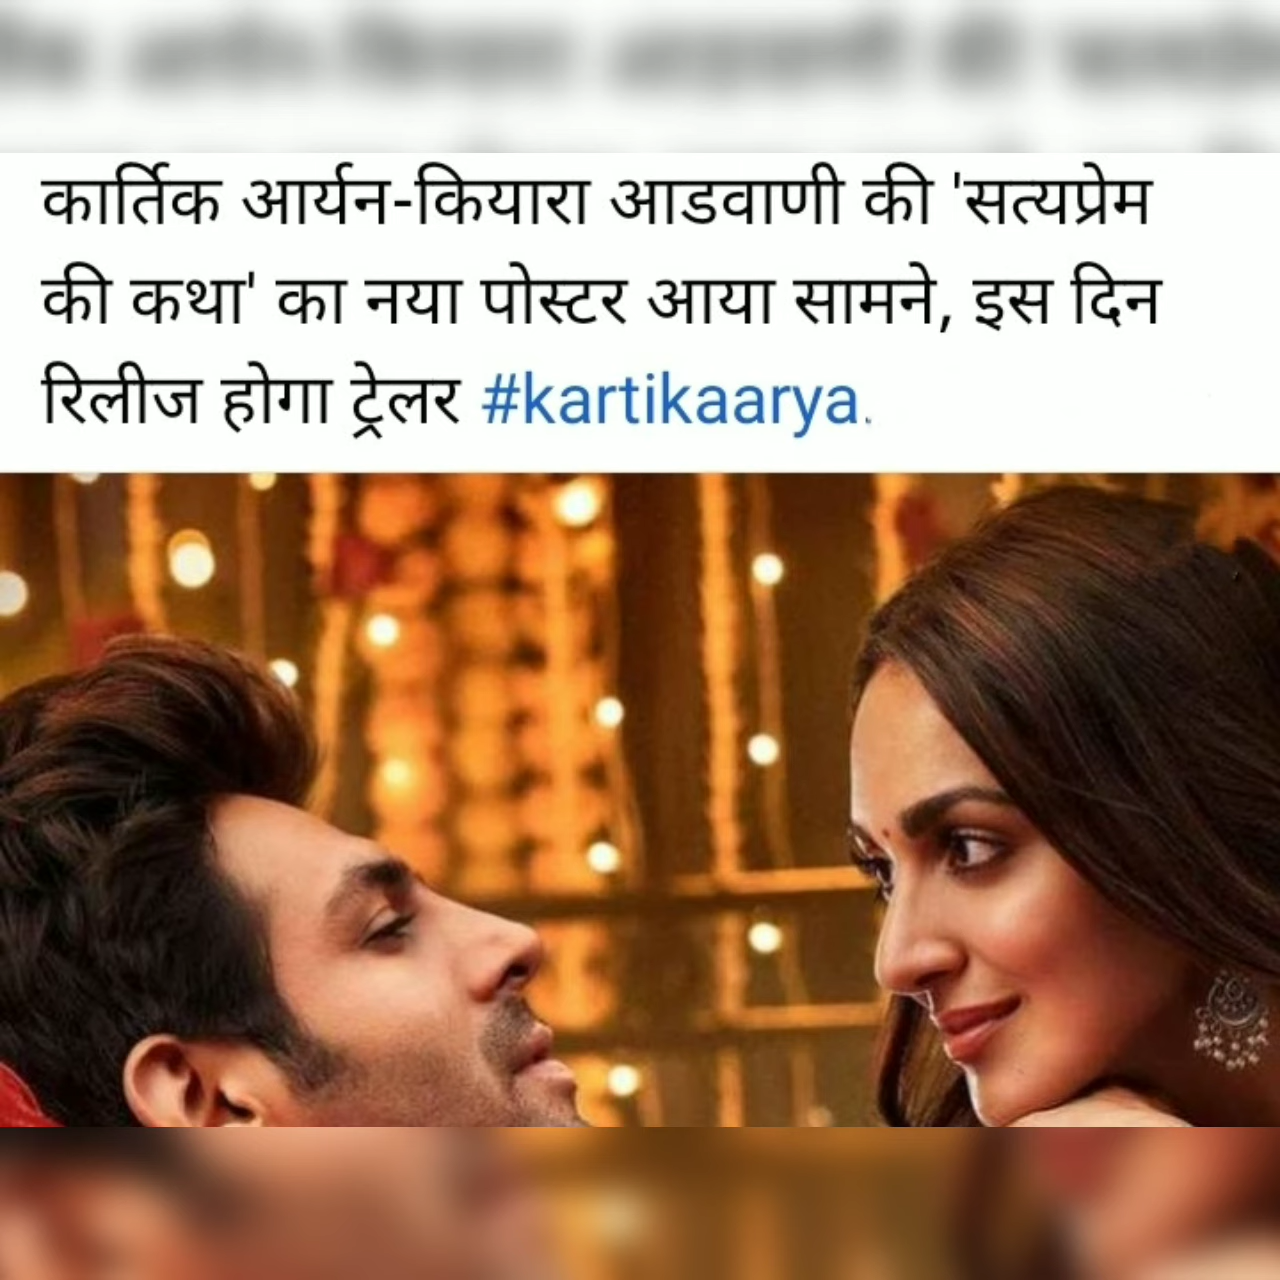 कार्तिक आर्यन-कियारा आडवाणी की 'सत्यप्रेम
की कथा' का नया पोस्टर आया सामने, इस दिन
रिलीज होगा ट्रेलर #kartikaarya.